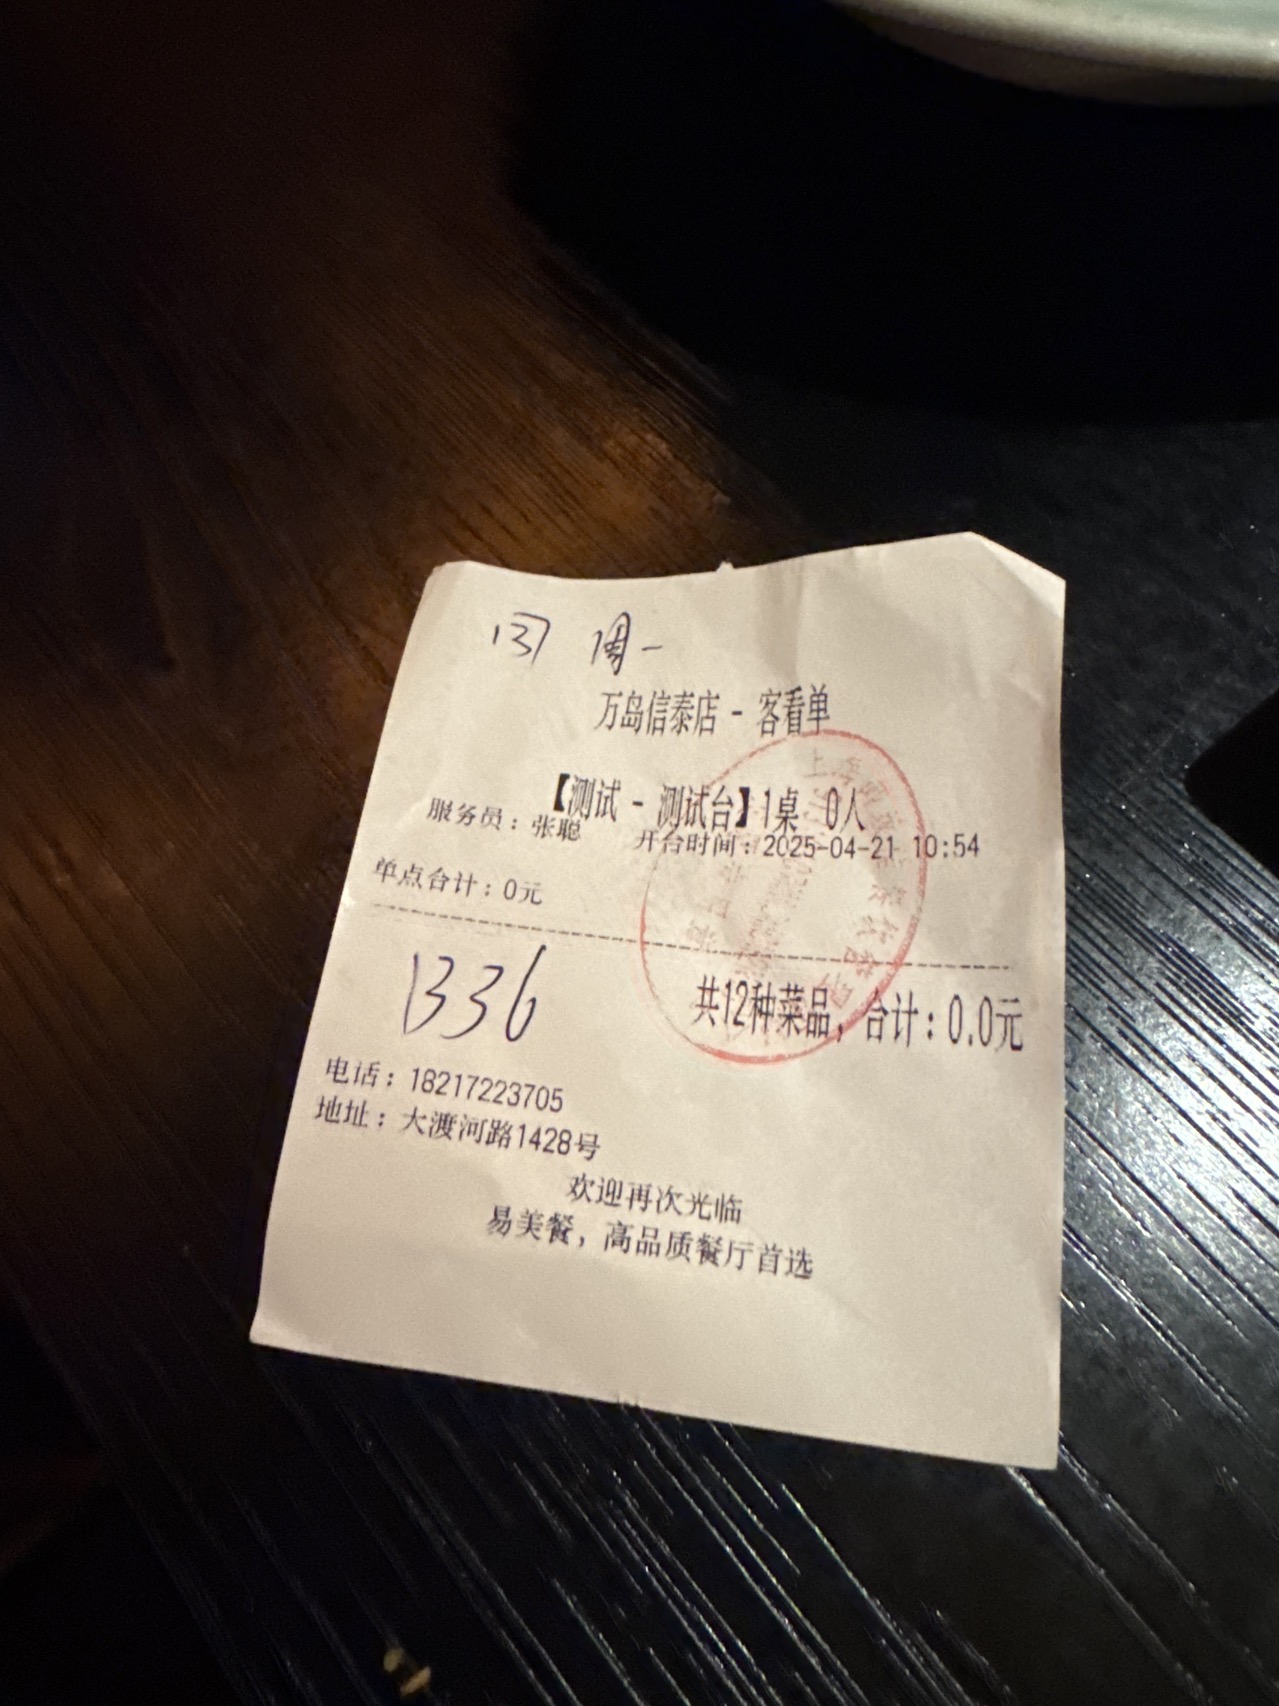 周一
万岛信泰店 - 客看单
【测试 - 测试台】1桌 0人
服务员：张聪 开台时间：2025-04-21 10:54
单点合计：0元
1336
共12种菜品，合计：0.0元
电话：18217223705
地址：大渡河路1428号
欢迎再次光临
易美餐，高品质餐厅首选